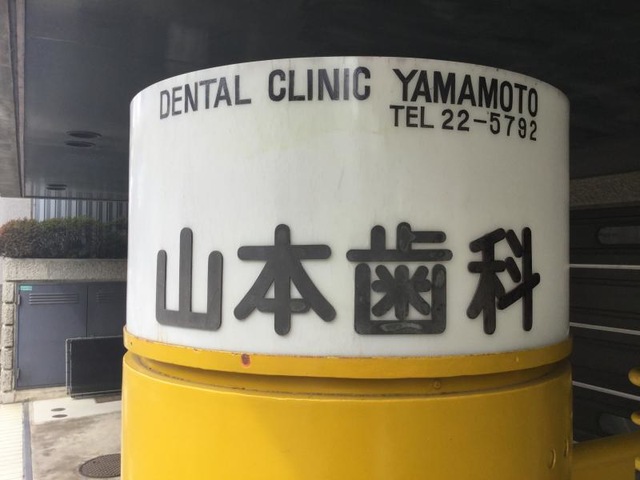 DENTAL CLINIC YAMAMOTO
TEL 22-5792
山本歯科